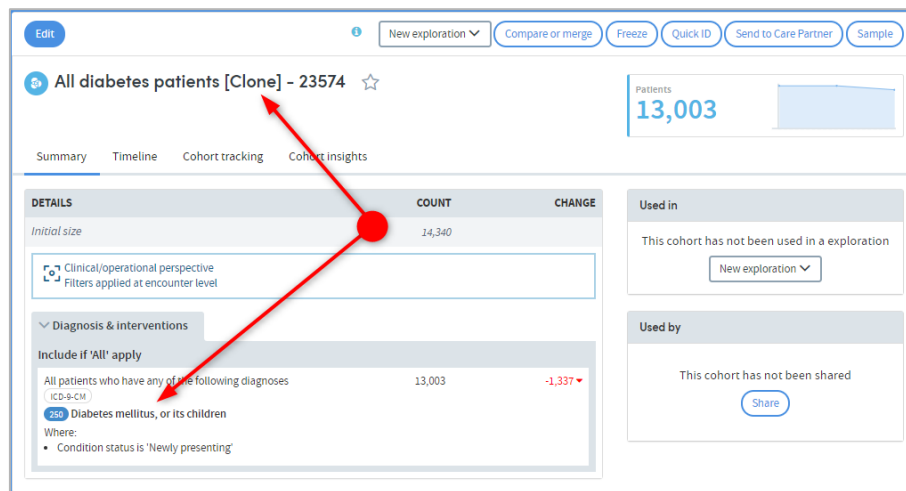 Edit
New exploration
Compare or merge
Freeze
Quick ID
Send to Care Partner
Sample
All diabetes patients [Clone] - 23574
Patients
13,003
Summary Timeline Cohort tracking Cohort insights
DETAILS COUNT CHANGE
Initial size 14,340
Clinical/operational perspective
Filters applied at encounter level
Diagnosis & interventions
Include if 'All' apply
All patients who have any of the following diagnoses 13,003 -1,337
ICD-9-CM
250 Diabetes mellitus, or its children
Where:
• Condition status is 'Newly presenting'
Used in
This cohort has not been used in a exploration
New exploration
Used by
This cohort has not been shared
Share